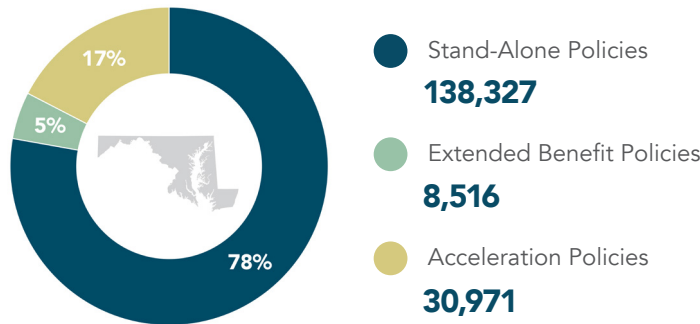 17%
5%
78%
Stand-Alone Policies
138,327
Extended Benefit Policies
8,516
Acceleration Policies
30,971